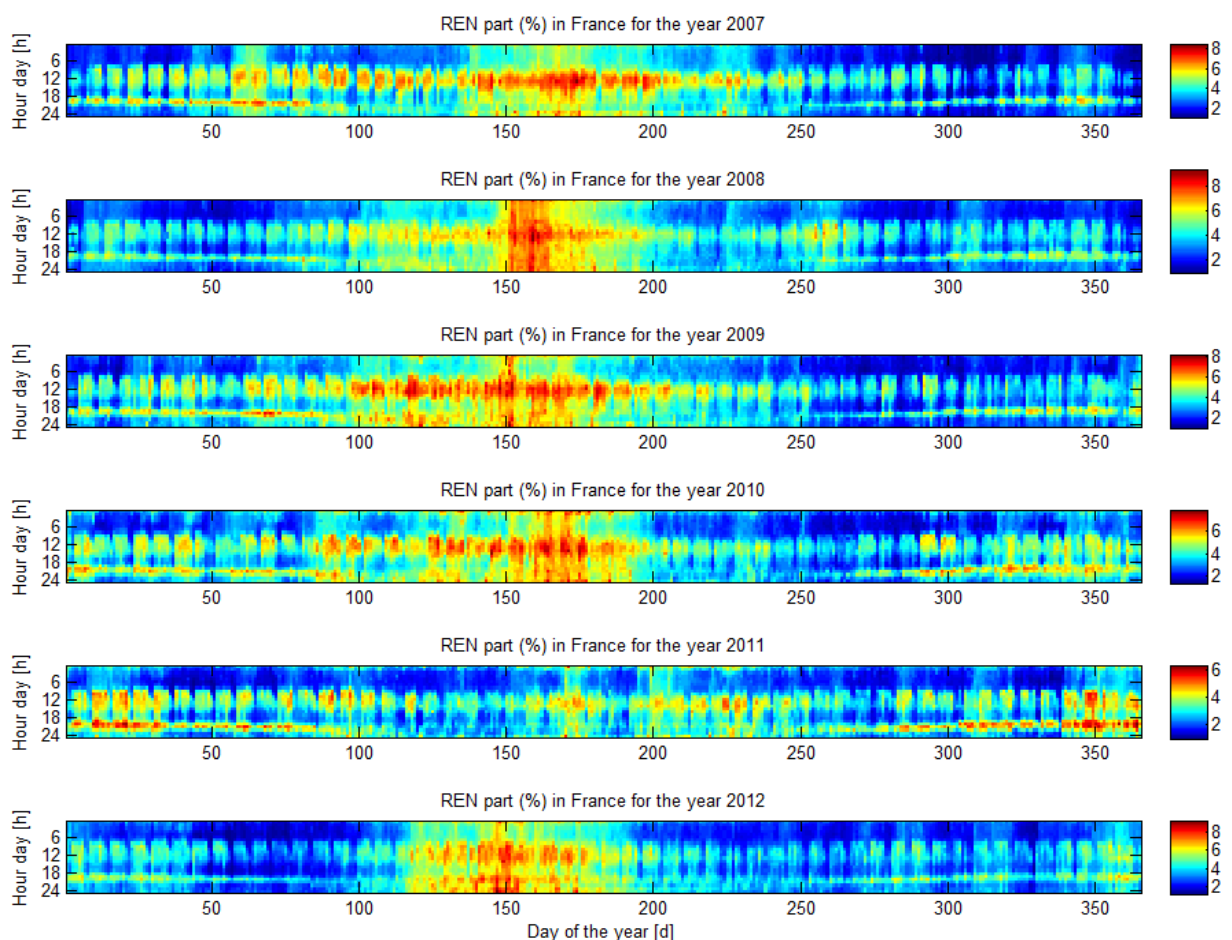 REN part (%) in France for the year 2007
Hour day [h]
6
12
18
24
50 100 150 200 250 300 350
8
6
4
2
REN part (%) in France for the year 2008
Hour day [h]
6
12
18
24
50 100 150 200 250 300 350
8
6
4
2
REN part (%) in France for the year 2009
Hour day [h]
6
12
18
24
50 100 150 200 250 300 350
8
6
4
2
REN part (%) in France for the year 2010
Hour day [h]
6
12
18
24
50 100 150 200 250 300 350
6
4
2
REN part (%) in France for the year 2011
Hour day [h]
6
12
18
24
50 100 150 200 250 300 350
6
5
4
3
2
REN part (%) in France for the year 2012
Hour day [h]
6
12
18
24
50 100 150 200 250 300 350
8
6
4
2
Day of the year [d]